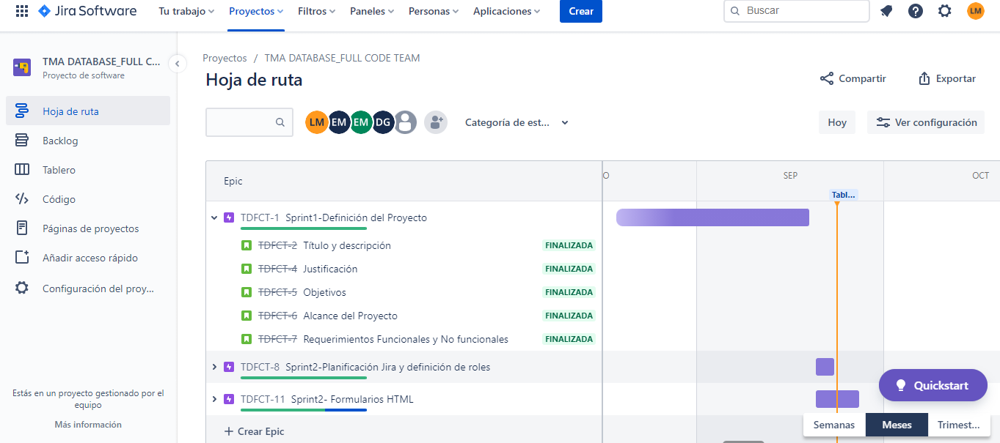 Jira Software Tu trabajo Proyectos Filtros Paneles Personas Aplicaciones Crear Buscar LM
TMA DATABASE_FULL C...
Proyecto de software
Hoja de ruta
Backlog
Tablero
Código
Páginas de proyectos
Añadir acceso rápido
Configuración del proy...
Estás en un proyecto gestionado por el
equipo
Más información
Proyectos / TMA DATABASE_FULL CODE TEAM
Hoja de ruta
Compartir Exportar
LM EM EM DG Categoría de est... Hoy Ver configuración
Epic O SEP OCT
Tabl...
TDFCT-1 Sprint1-Definición del Proyecto
TDFCT-2 Título y descripción FINALIZADA
TDFCT-4 Justificación FINALIZADA
TDFCT-5 Objetivos FINALIZADA
TDFCT-6 Alcance del Proyecto FINALIZADA
TDFCT-7 Requerimientos Funcionales y No funcionales FINALIZADA
TDFCT-8 Sprint2-Planificación Jira y definición de roles
TDFCT-11 Sprint2- Formularios HTML
Crear Epic
Quickstart
Semanas Meses Trimest...